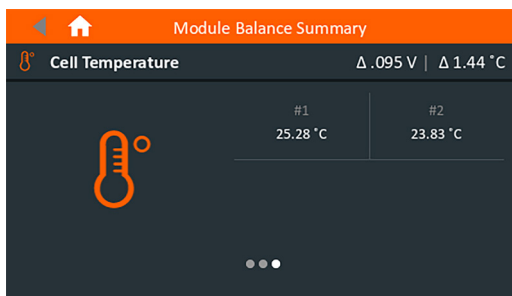 Module Balance Summary
Cell Temperature
Δ .095 V | Δ 1.44 ˚C
#1
#2
25.28 ˚C
23.83 ˚C